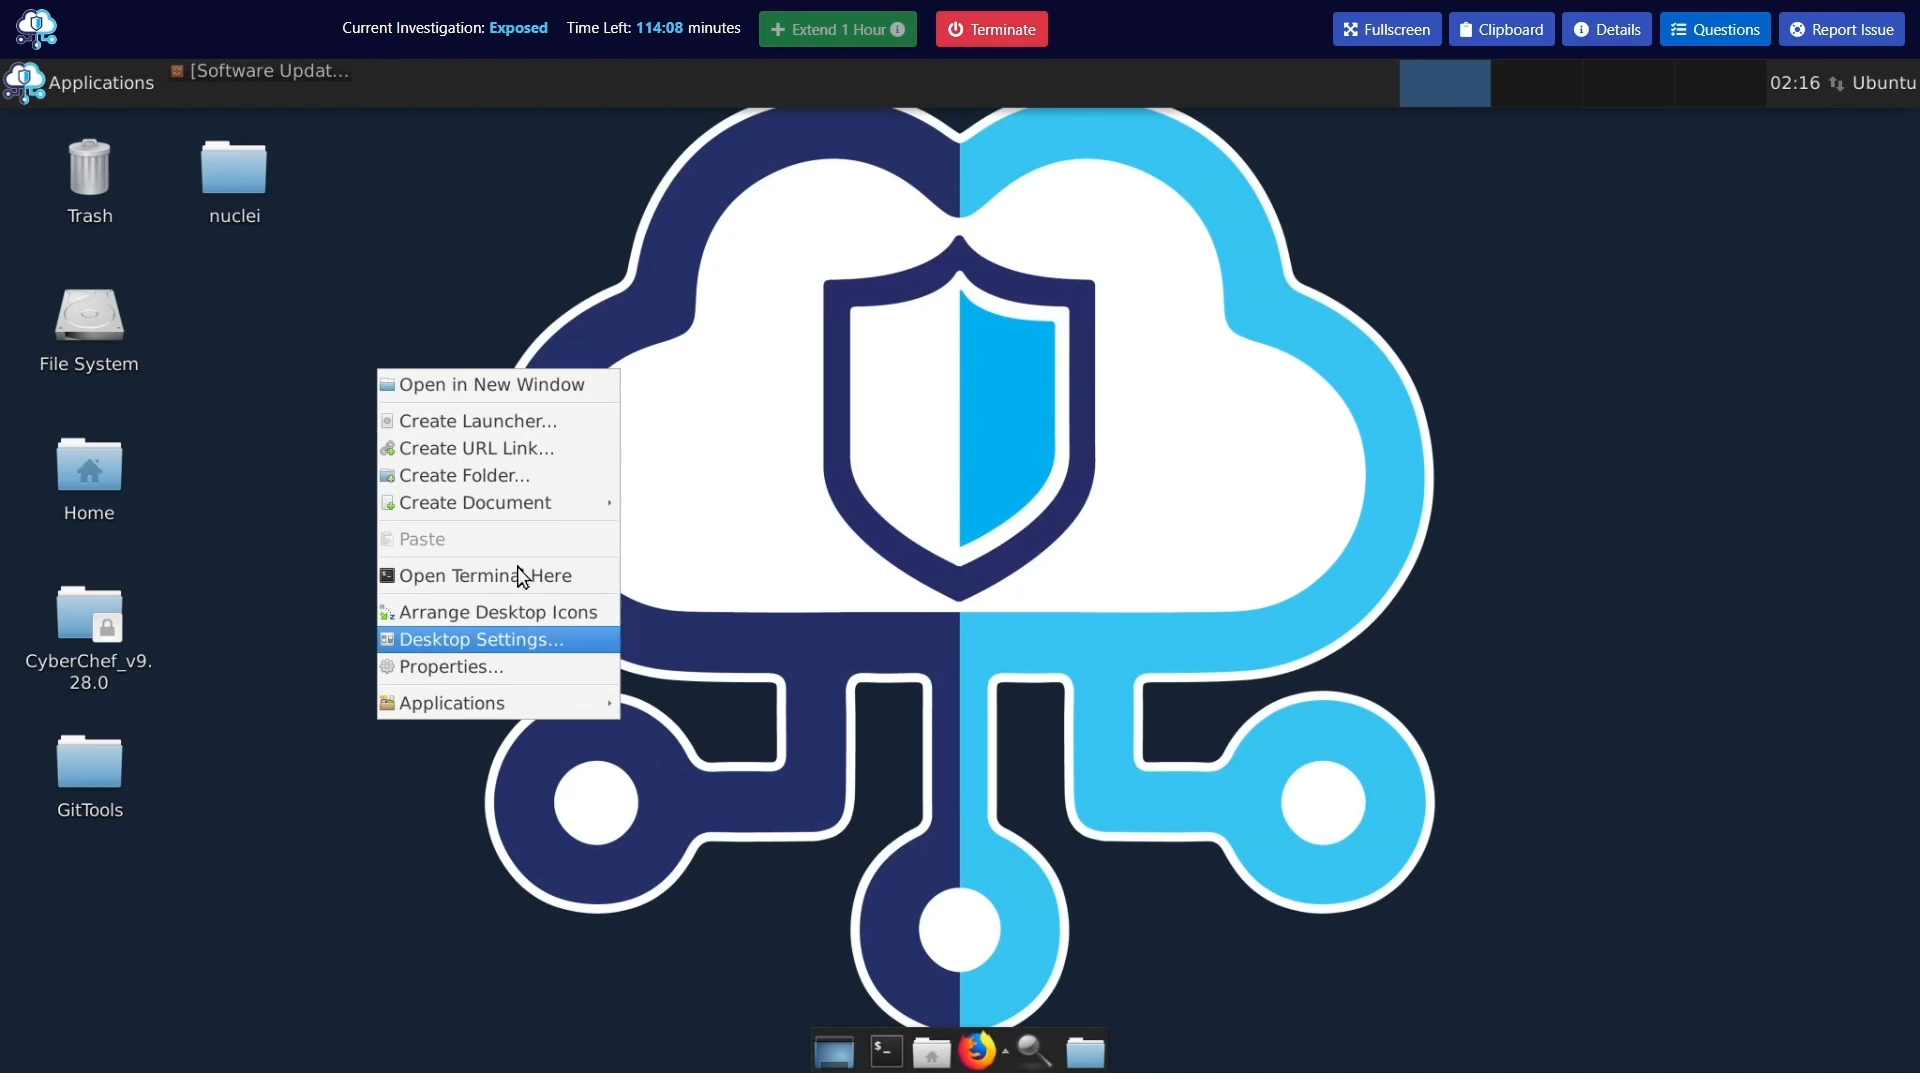 Current Investigation: Exposed Time Left: 114:08 minutes Extend 1 Hour Terminate Fullscreen Clipboard Details Questions Report Issue
Applications [Software Updat... 02:16 Ubuntu
Trash
nuclei
File System
Home
CyberChef_v9.
28.0
GitTools
Open in New Window
Create Launcher...
Create URL Link...
Create Folder...
Create Document
Paste
Open Terminal Here
Arrange Desktop Icons
Desktop Settings...
Properties...
Applications
$_